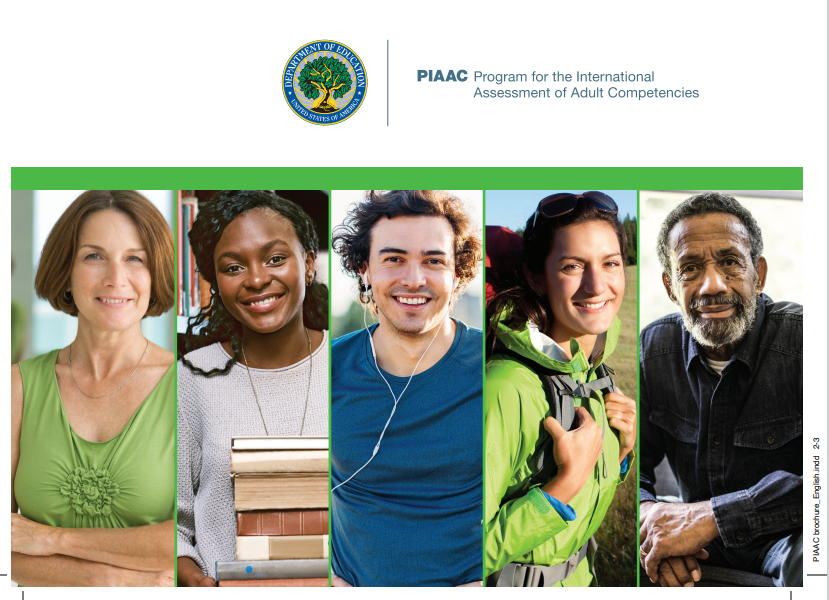 DEPARTMENT OF EDUCATION
UNITED STATES OF AMERICA
PIAAC Program for the International
Assessment of Adult Competencies
PIAAC brochure_English.indd 2-3